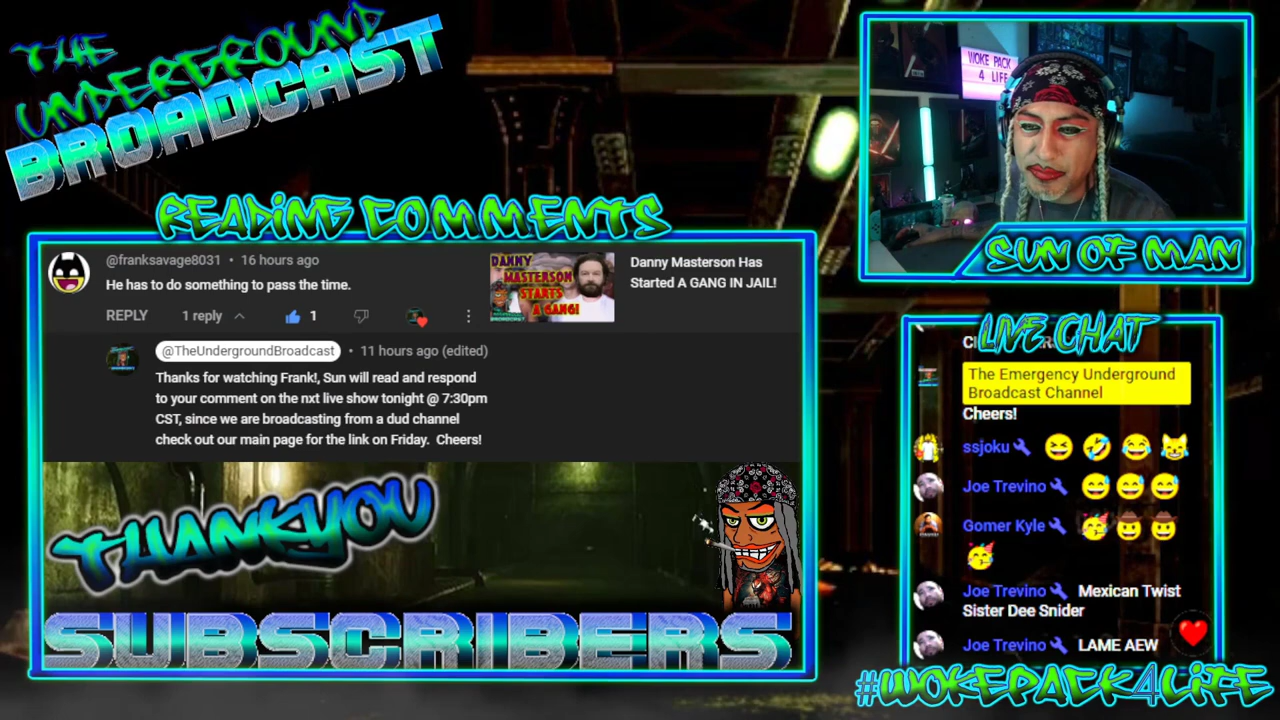 THE
UNDERGROUND
BROADCAST
WOKE PACK
4 LIFE
READING COMMENTS
SUN OF MAN
@franksavage8031 • 16 hours ago
He has to do something to pass the time.
REPLY 1 reply 1
DANNY
MASTERSON
STARTS
A GANG!
Danny Masterson Has
Started A GANG IN JAIL!
@TheUndergroundBroadcast • 11 hours ago (edited)
Thanks for watching Frank!, Sun will read and respond
to your comment on the nxt live show tonight @ 7:30pm
CST, since we are broadcasting from a dud channel
check out our main page for the link on Friday. Cheers!
THANKYOU
SUBSCRIBERS
LIVE CHAT
The Emergency Underground
Broadcast Channel
Cheers!
ssjoku 😆 🤣 😂 😹
Joe Trevino 😅 😅 😅
Gomer Kyle 🥳 🤠 🤠
🥳
Joe Trevino Mexican Twist
Sister Dee Snider
Joe Trevino LAME AEW
#WOKEPACK4LIFE